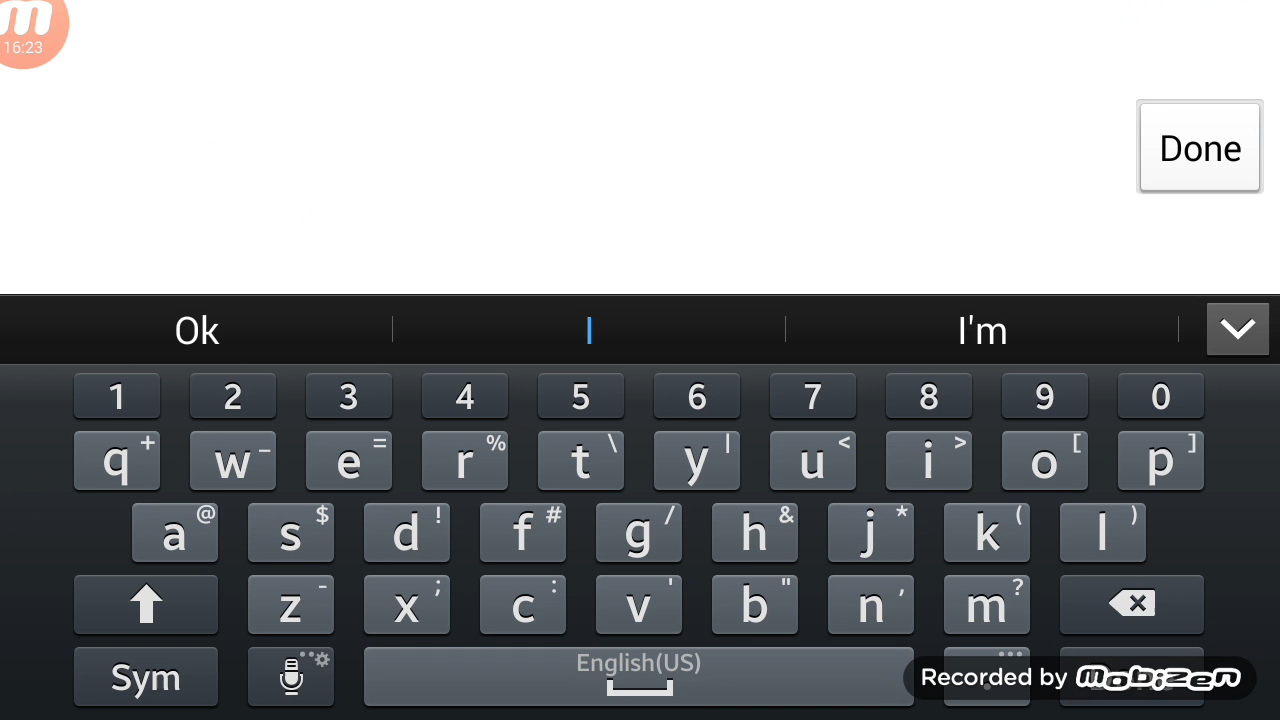 m
16:23
Done
Ok I I'm
1 2 3 4 5 6 7 8 9 0
q + w _ e = r % t \ y | u < i > o [ p ]
a @ s $ d ! f # g / h & j * k ( l )
z - x ; c : v ' b " n , m ?
Sym English(US) Recorded by mobizen